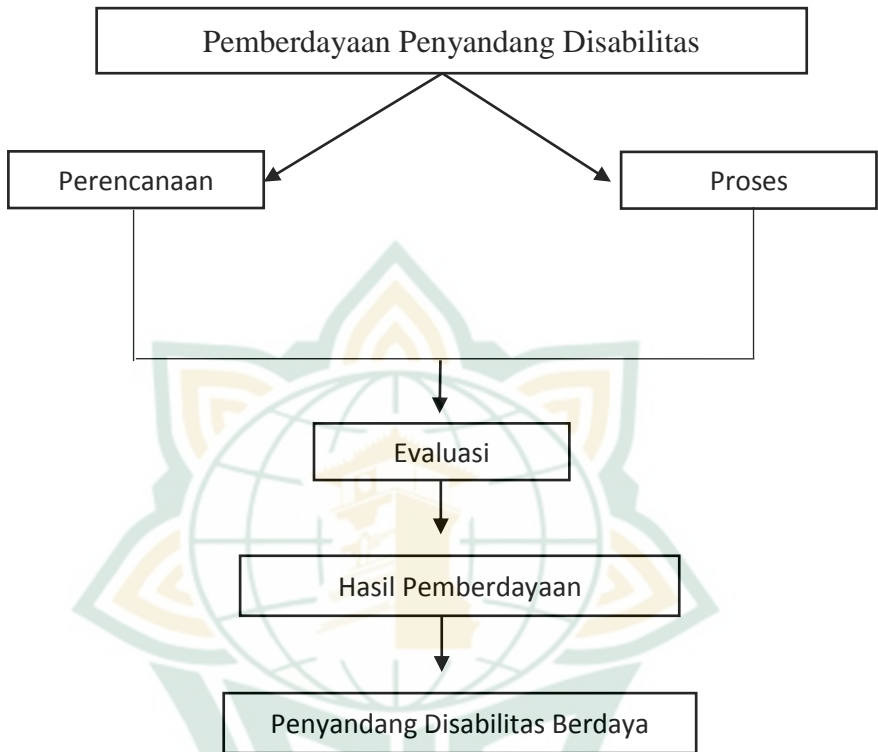 Pemberdayaan Penyandang Disabilitas
Perencanaan
Proses
Evaluasi
Hasil Pemberdayaan
Penyandang Disabilitas Berdaya